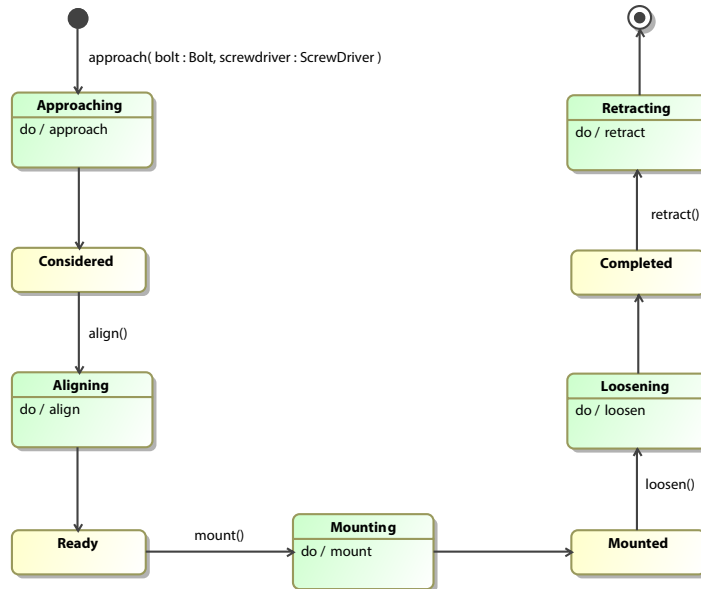 approach( bolt : Bolt, screwdriver : ScrewDriver )
Approaching
do / approach
Considered
align()
Aligning
do / align
Ready
mount()
Mounting
do / mount
Mounted
loosen()
Loosening
do / loosen
Completed
retract()
Retracting
do / retract